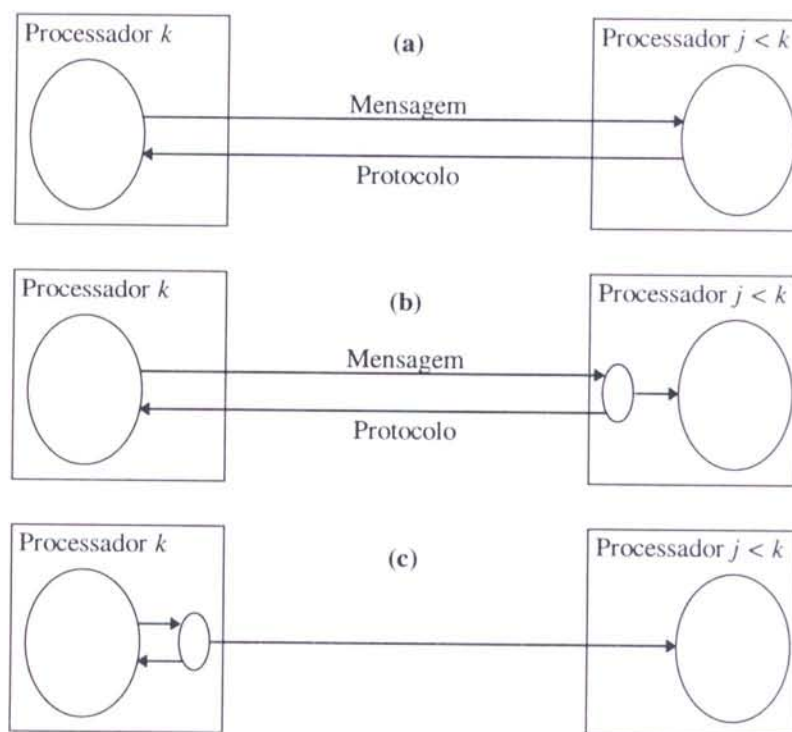 Processador k
(a)
Processador j < k
Mensagem
Protocolo
Processador k
(b)
Processador j < k
Mensagem
Protocolo
Processador k
(c)
Processador j < k